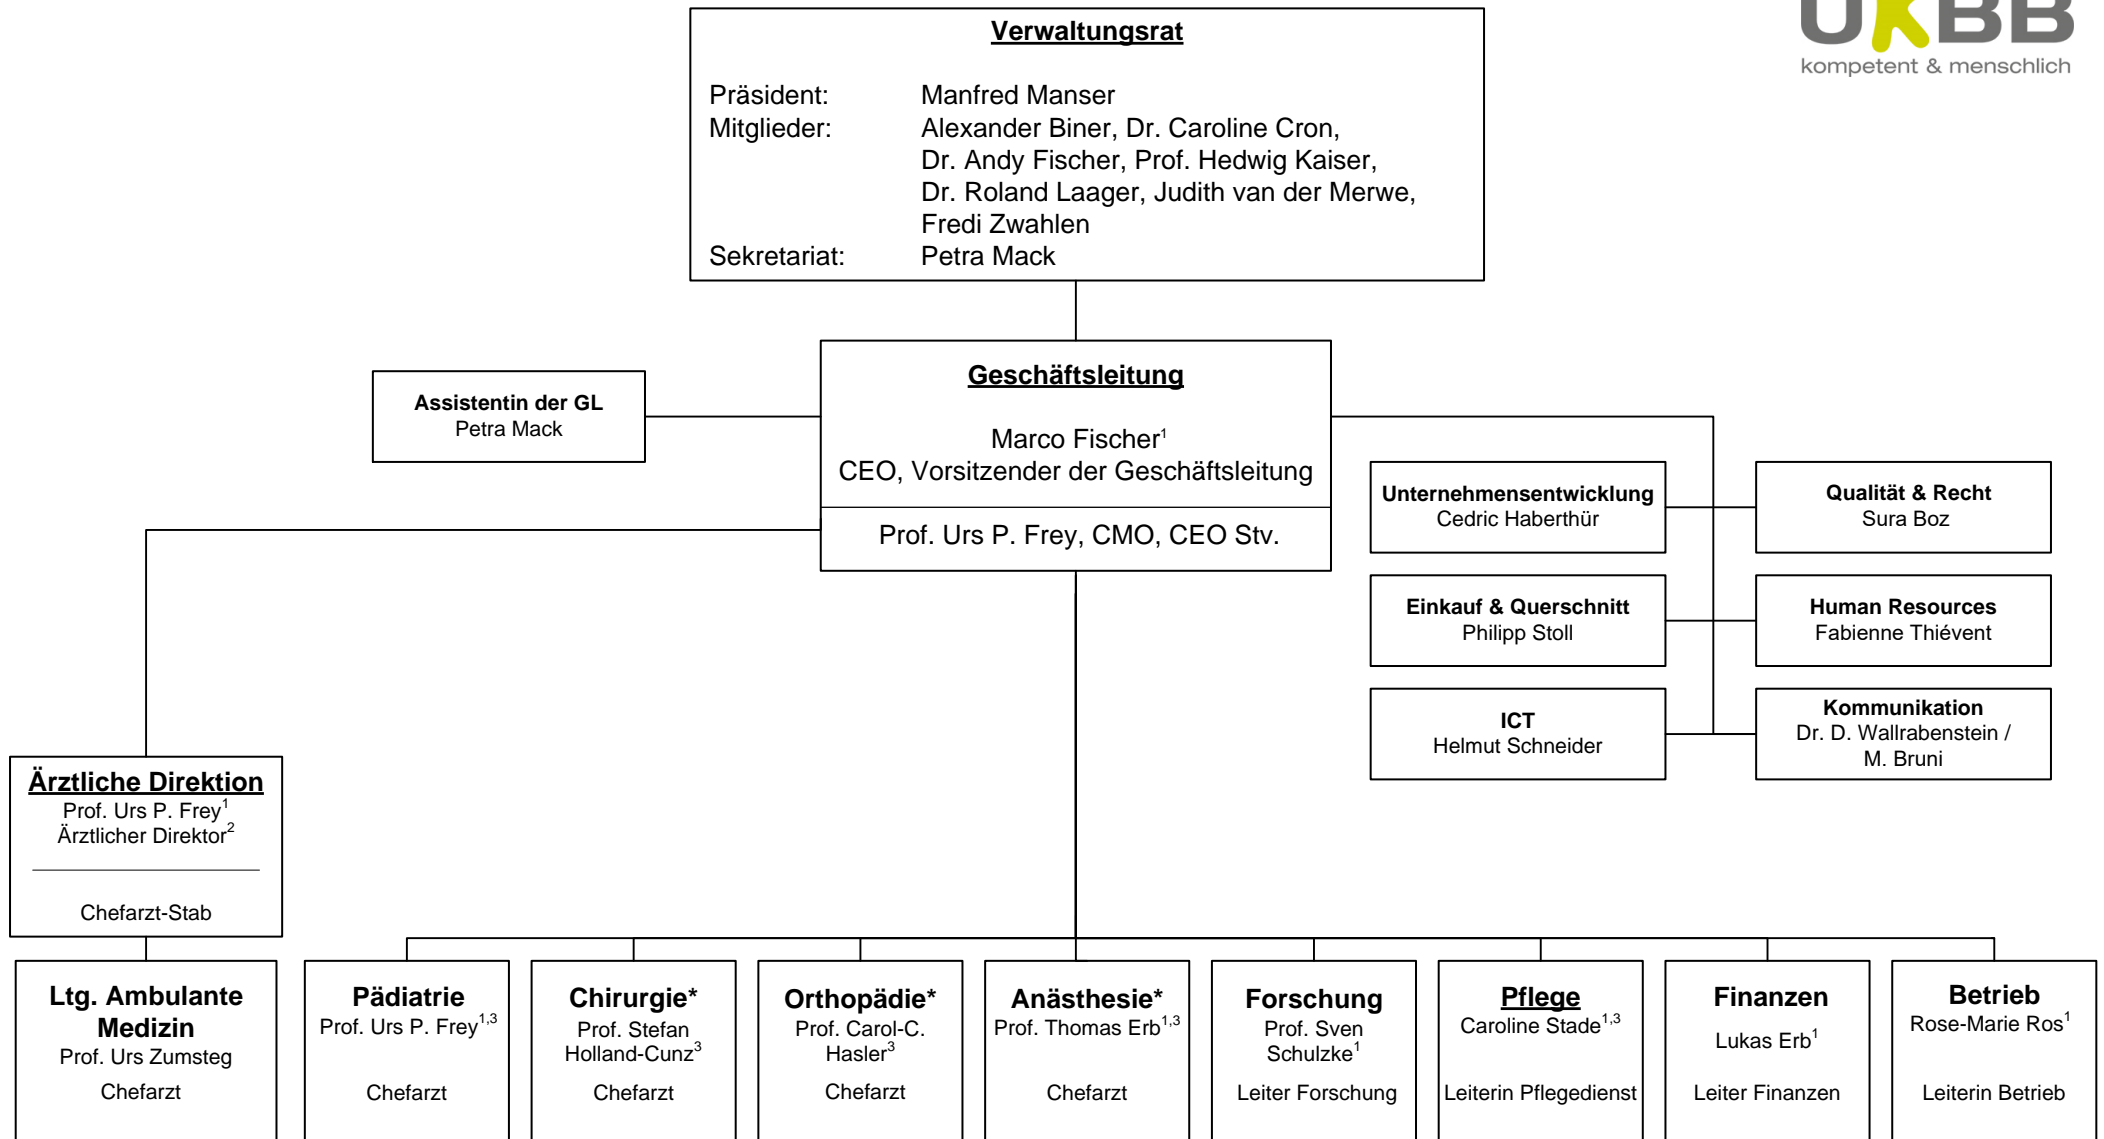 UKBB
kompetent & menschlich
Verwaltungsrat
Präsident: Manfred Manser
Mitglieder: Alexander Biner, Dr. Caroline Cron,
Dr. Andy Fischer, Prof. Hedwig Kaiser,
Dr. Roland Laager, Judith van der Merwe,
Fredi Zwahlen
Sekretariat: Petra Mack
Geschäftsleitung
Marco Fischer¹
CEO, Vorsitzender der Geschäftsleitung
Prof. Urs P. Frey, CMO, CEO Stv.
Assistentin der GL
Petra Mack
Unternehmensentwicklung
Cedric Haberthür
Qualität & Recht
Sura Boz
Einkauf & Querschnitt
Philipp Stoll
Human Resources
Fabienne Thiévent
ICT
Helmut Schneider
Kommunikation
Dr. D. Wallrabenstein /
M. Bruni
Ärztliche Direktion
Prof. Urs P. Frey¹
Ärztlicher Direktor²
Chefarzt-Stab
Ltg. Ambulante
Medizin
Prof. Urs Zumsteg
Chefarzt
Pädiatrie
Prof. Urs P. Frey¹,³
Chefarzt
Chirurgie*
Prof. Stefan
Holland-Cunz³
Chefarzt
Orthopädie*
Prof. Carol-C.
Hasler³
Chefarzt
Anästhesie*
Prof. Thomas Erb¹,³
Chefarzt
Forschung
Prof. Sven
Schulzke¹
Leiter Forschung
Pflege
Caroline Stade¹,³
Leiterin Pflegedienst
Finanzen
Lukas Erb¹
Leiter Finanzen
Betrieb
Rose-Marie Ros¹
Leiterin Betrieb